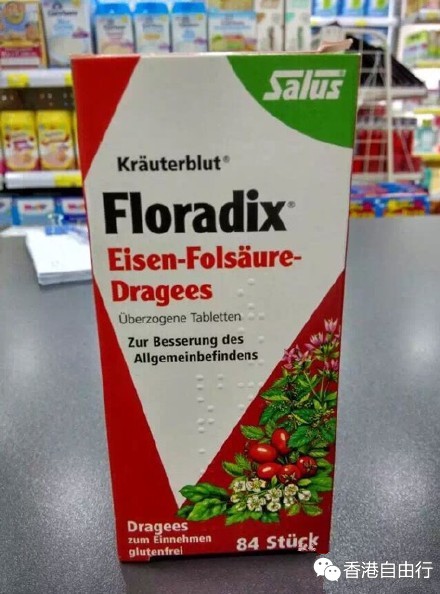 Salus®
Kräuterblut®
Floradix®
Eisen-Folsäure-
Dragees
Überzogene Tabletten
Zur Besserung des
Allgemeinbefindens
Dragees
zum Einnehmen
glutenfrei
84 Stück
香港自由行